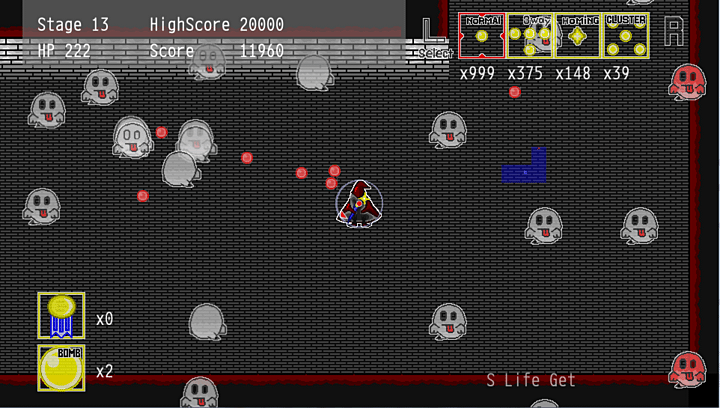 Stage 13
HighScore 20000
HP 222
Score 11960
L
Select
NORMAL
3way
HOMING
CLUSTER
R
x999
x375
x148
x39
x0
BOMB
x2
S Life Get